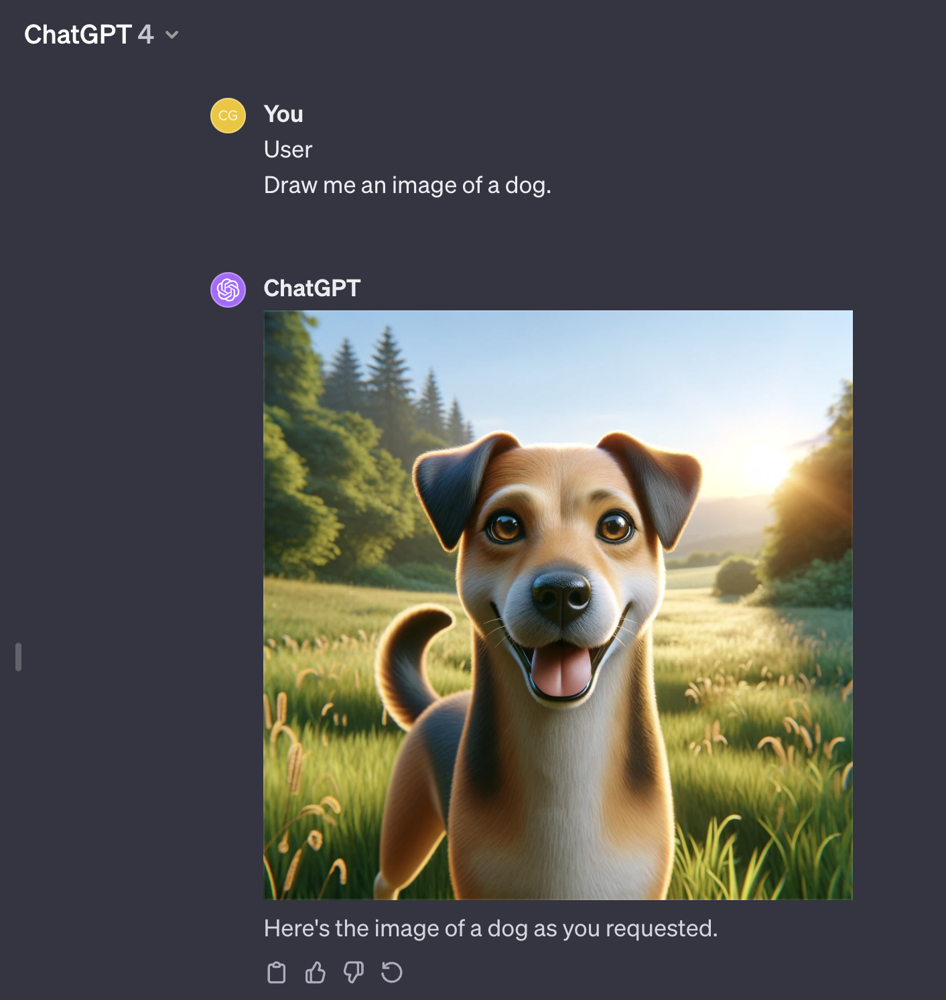 ChatGPT 4
CG
You
User
Draw me an image of a dog.
ChatGPT
Here's the image of a dog as you requested.